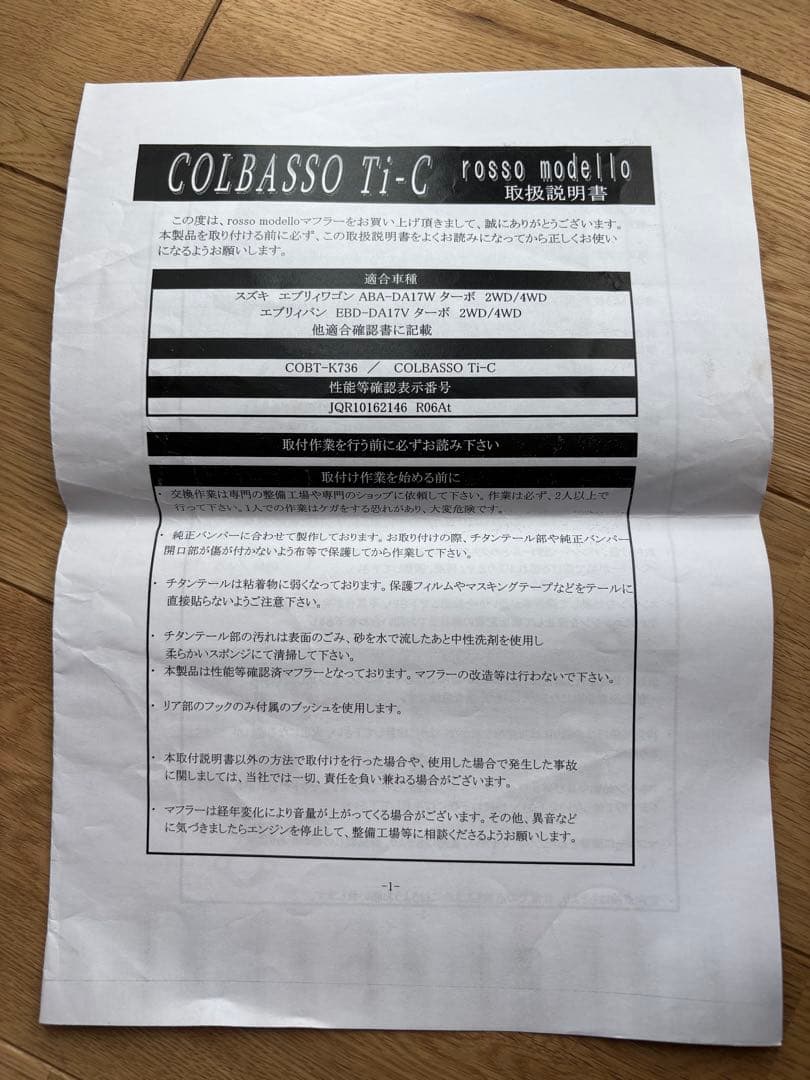 COLBASSO Ti-C rosso modello
取扱説明書
この度は、rosso modelloマフラーをお買い上げ頂きまして、誠にありがとうございます。
本製品を取り付ける前に必ず、この取扱説明書をよくお読みになってから正しくお使い
になるようお願いします。
適合車種
スズキ エブリィワゴン ABA-DA17W ターボ 2WD/4WD
エブリィバン EBD-DA17V ターボ 2WD/4WD
他適合確認書に記載
COBT-K736 ／ COLBASSO Ti-C
性能等確認表示番号
JQR10162146 R06At
取付作業を行う前に必ずお読み下さい
取付け作業を始める前に
・ 交換作業は専門の整備工場や専門のショップに依頼して下さい。作業は必ず、2人以上で
行って下さい。1人での作業はケガをする恐れがあり、大変危険です。
・ 純正バンパーに合わせて製作しております。お取り付けの際、チタンテール部や純正バンパー
開口部が傷が付かないよう布等で保護してから作業して下さい。
・ チタンテールは粘着物に弱くなっております。保護フィルムやマスキングテープなどをテールに
直接貼らないようご注意下さい。
・ チタンテール部の汚れは表面のごみ、砂を水で流したあと中性洗剤を使用し
柔らかいスポンジにて清掃して下さい。
・ 本製品は性能等確認済マフラーとなっております。マフラーの改造等は行わないで下さい。
・ リア部のフックのみ付属のブッシュを使用します。
・ 本取付説明書以外の方法で取付けを行った場合や、使用した場合で発生した事故
に関しましては、当社では一切、責任を負い兼ねる場合がございます。
・ マフラーは経年変化により音量が上がってくる場合がございます。その他、異音など
に気づきましたらエンジンを停止して、整備工場等に相談くださるようお願いします。
-1-